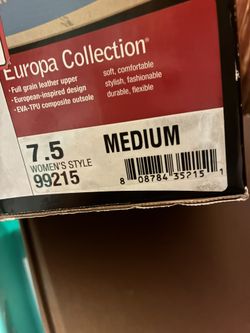 Europa Collection®
• Full grain leather upper
• European-inspired design
• EVA-TPU composite outsole
soft, comfortable
stylish, fashionable
durable, flexible
7.5 MEDIUM
WOMEN'S STYLE
99215
8 08784 35215 1